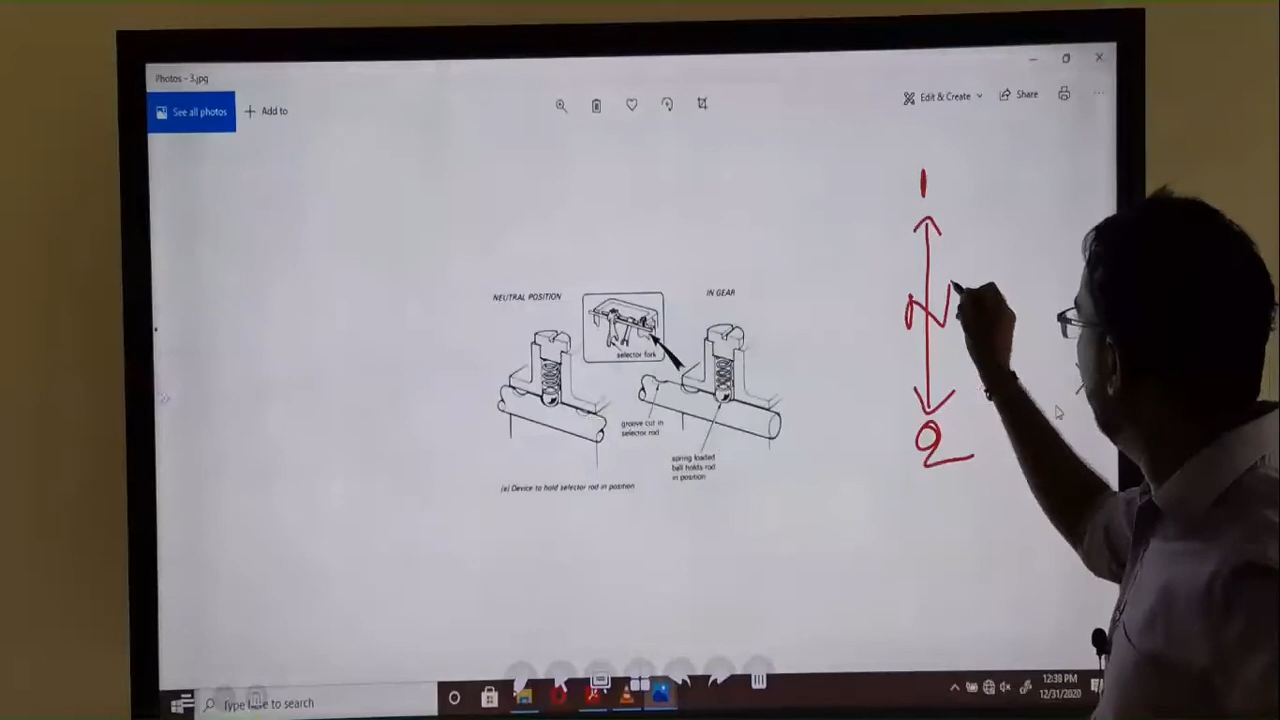 Photos - 3.jpg
See all photos
Add to
Edit & Create
Share
1
N
2
NEUTRAL POSITION
IN GEAR
selector fork
groove cut in
selector rod
spring loaded
ball holds rod
in position
(e) Device to hold selector rod in position
Type here to search
12:30 PM
12/31/2020